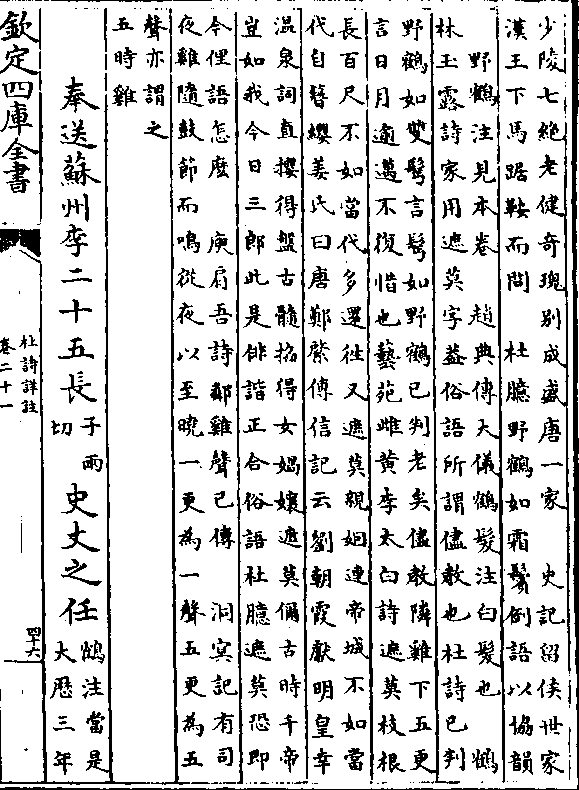 少陵七絶老健奇瑰别成盛唐一家　史記留侯世家
漢王下馬踞鞍而問　杜臆野鶴如霜鬢倒語以協韻
野鶴注見本卷　趙典傳大儀鶴髮注白髮也　鶴
林玉露詩家用遮莫字葢俗語所謂儘教也杜詩已判
野鶴如雙鬢言鬢如野鶴已判老矣儘教隣雞下五更
言日月逾邁不復惜也藝苑雌黄李太白詩遮莫枝根
長百尺不如當代多還往又遮莫親姻連帝城不如當
代自簪纓姜氏曰唐鄭綮傳信記云劉朝霞獻明皇幸
温泉詞直攖得盤古髓掐得女媧孃遮莫儞古時千帝
豈如我今日三郎此是俳諧正合俗語杜臆遮莫恐即
今俚語怎麽　庾肩吾詩鄰雞聲已傳　洞㝠記有司
夜雞隨鼓節而鳴從夜以至曉一更為一聲五更為五
聲亦謂之
五時雞
奉送蘇州李二十五長子兩切史丈之任鶴注當是大厯三年
欽定四庫全書
杜詩詳註
卷二十一
四十六